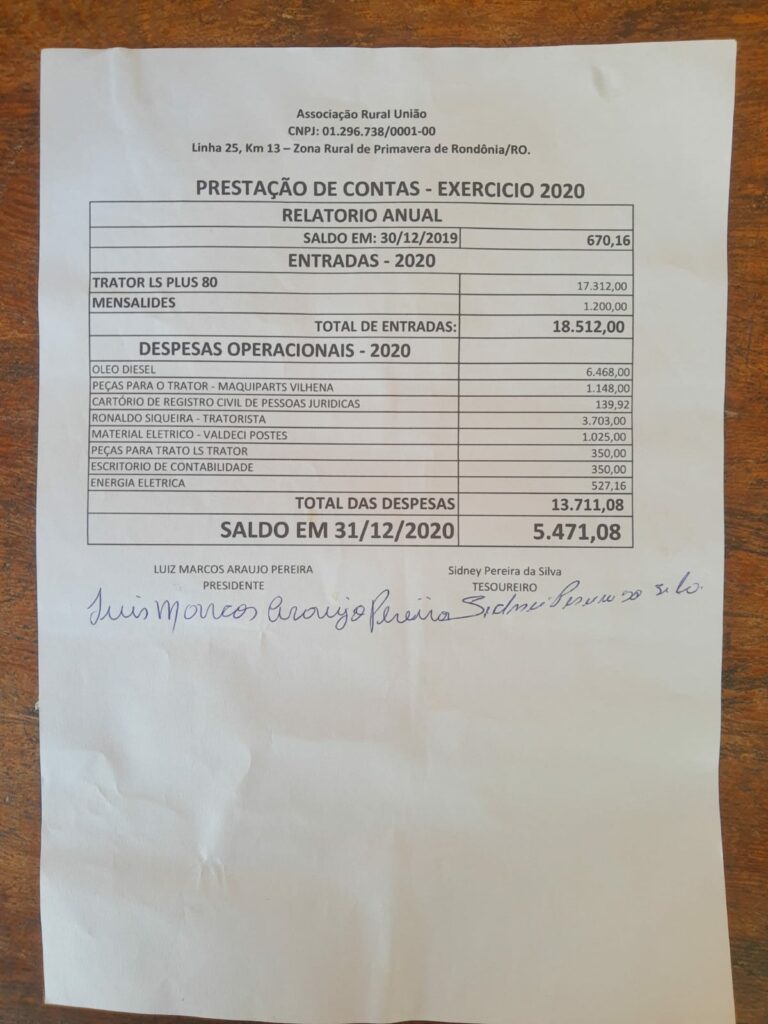 Associação Rural União
CNPJ: 01.296.738/0001-00
Linha 25, Km 13 – Zona Rural de Primavera de Rondônia/RO.
PRESTAÇÃO DE CONTAS - EXERCICIO 2020
RELATORIO ANUAL
SALDO EM: 30/12/2019 670,16
ENTRADAS - 2020
TRATOR LS PLUS 80 17.312,00
MENSALIDES 1.200,00
TOTAL DE ENTRADAS: 18.512,00
DESPESAS OPERACIONAIS - 2020
OLEO DIESEL 6.468,00
PEÇAS PARA O TRATOR - MAQUIPARTS VILHENA 1.148,00
CARTÓRIO DE REGISTRO CIVIL DE PESSOAS JURIDICAS 139,92
RONALDO SIQUEIRA - TRATORISTA 3.703,00
MATERIAL ELETRICO - VALDECI POSTES 1.025,00
PEÇAS PARA TRATO LS TRATOR 350,00
ESCRITORIO DE CONTABILIDADE 350,00
ENERGIA ELETRICA 527,16
TOTAL DAS DESPESAS 13.711,08
SALDO EM 31/12/2020 5.471,08
LUIZ MARCOS ARAUJO PEREIRA Sidney Pereira da Silva
PRESIDENTE TESOUREIRO
Luis Marcos Araujo Pereira